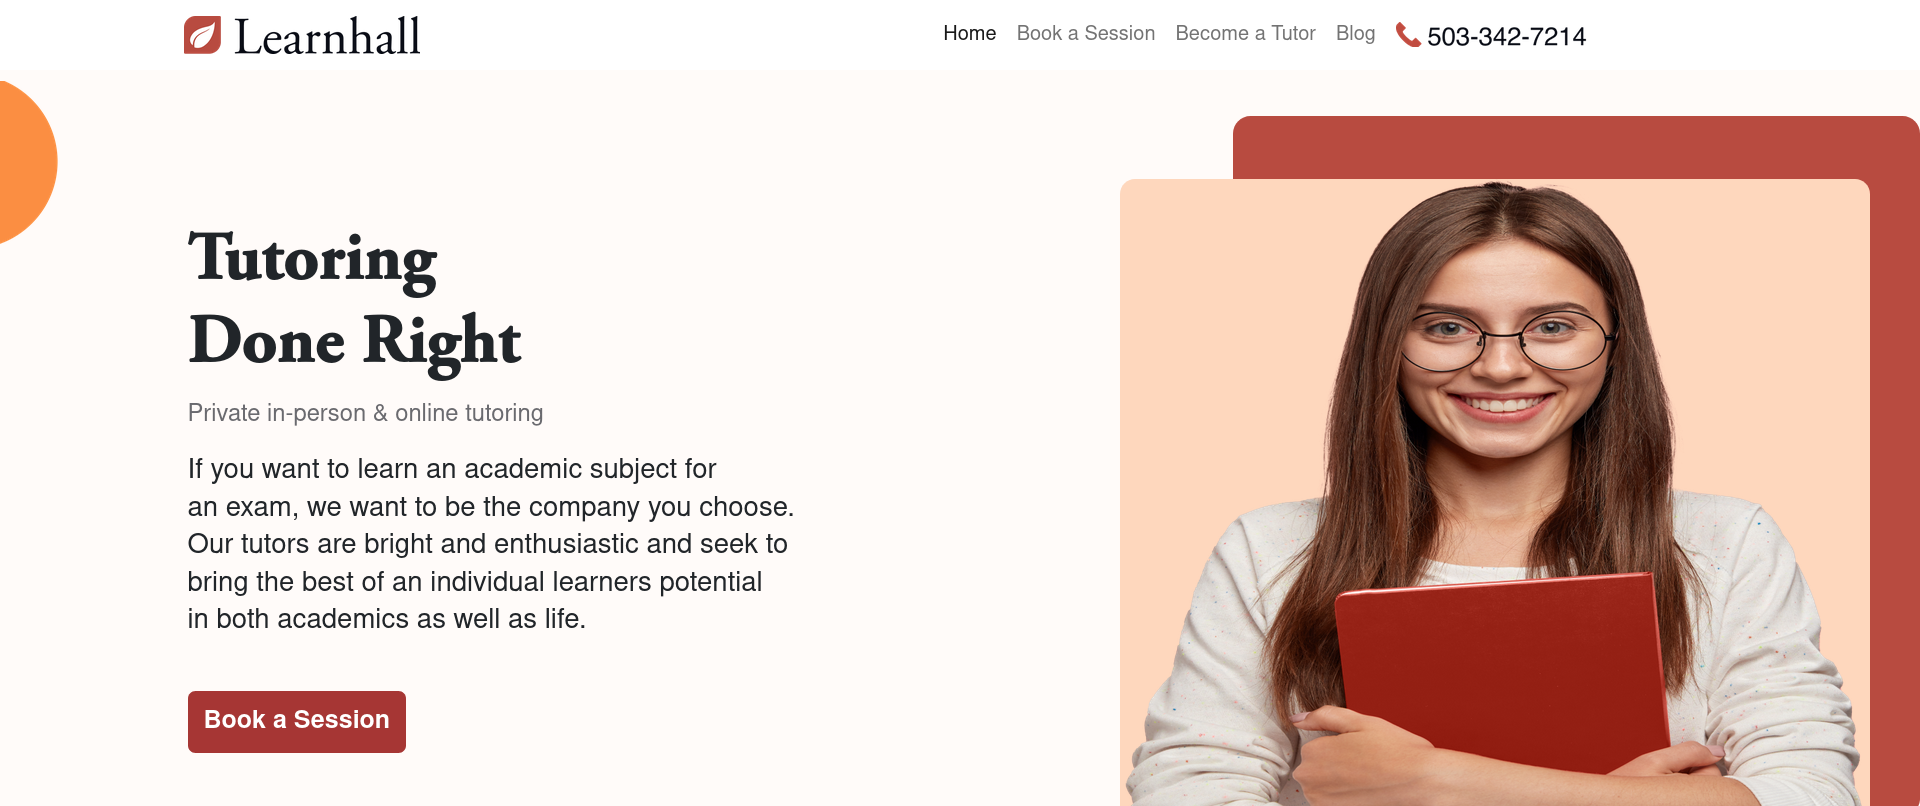 Learnhall
Home Book a Session Become a Tutor Blog 503-342-7214
Tutoring
Done Right
Private in-person & online tutoring
If you want to learn an academic subject for
an exam, we want to be the company you choose.
Our tutors are bright and enthusiastic and seek to
bring the best of an individual learners potential
in both academics as well as life.
Book a Session